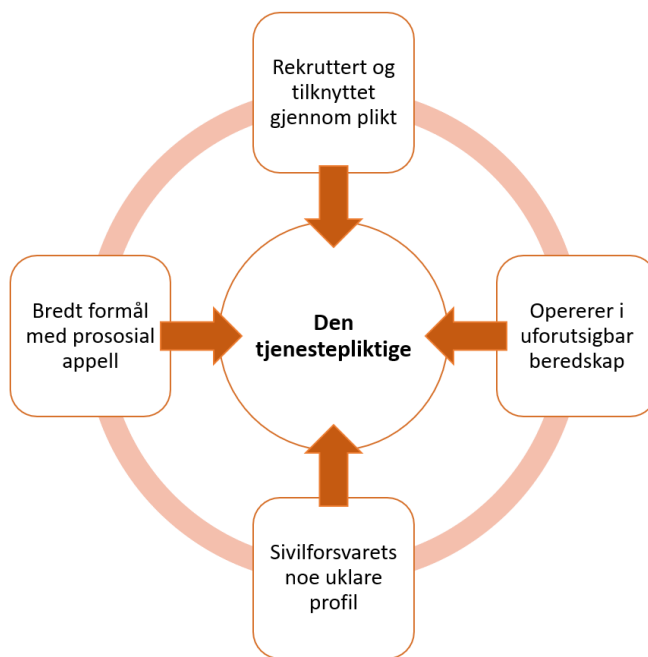 Rekruttert og
tilknyttet
gjennom plikt
Bredt formål
med prososial
appell
Den
tjenestepliktige
Opererer i
uforutsigbar
beredskap
Sivilforsvarets
noe uklare
profil